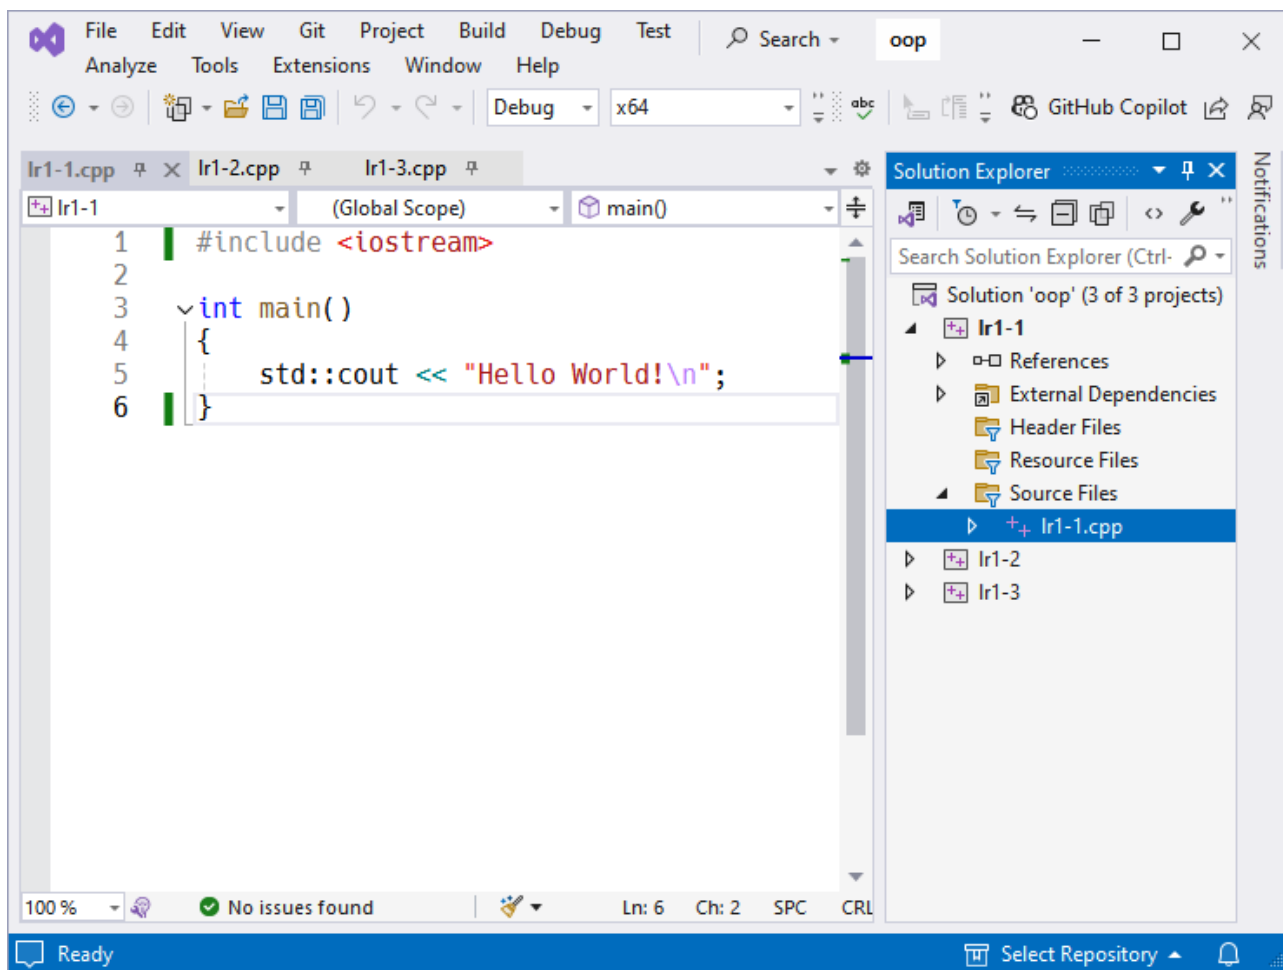 File Edit View Git Project Build Debug Test Search oop
Analyze Tools Extensions Window Help
Debug x64 abc GitHub Copilot
lr1-1.cpp lr1-2.cpp lr1-3.cpp
lr1-1 (Global Scope) main()
1 #include <iostream>
2
3 int main()
4 {
5 std::cout << "Hello World!\n";
6 }
100 % No issues found Ln: 6 Ch: 2 SPC CRL
Solution Explorer
Search Solution Explorer (Ctrl-
Solution 'oop' (3 of 3 projects)
lr1-1
References
External Dependencies
Header Files
Resource Files
Source Files
lr1-1.cpp
lr1-2
lr1-3
Notifications
Ready Select Repository